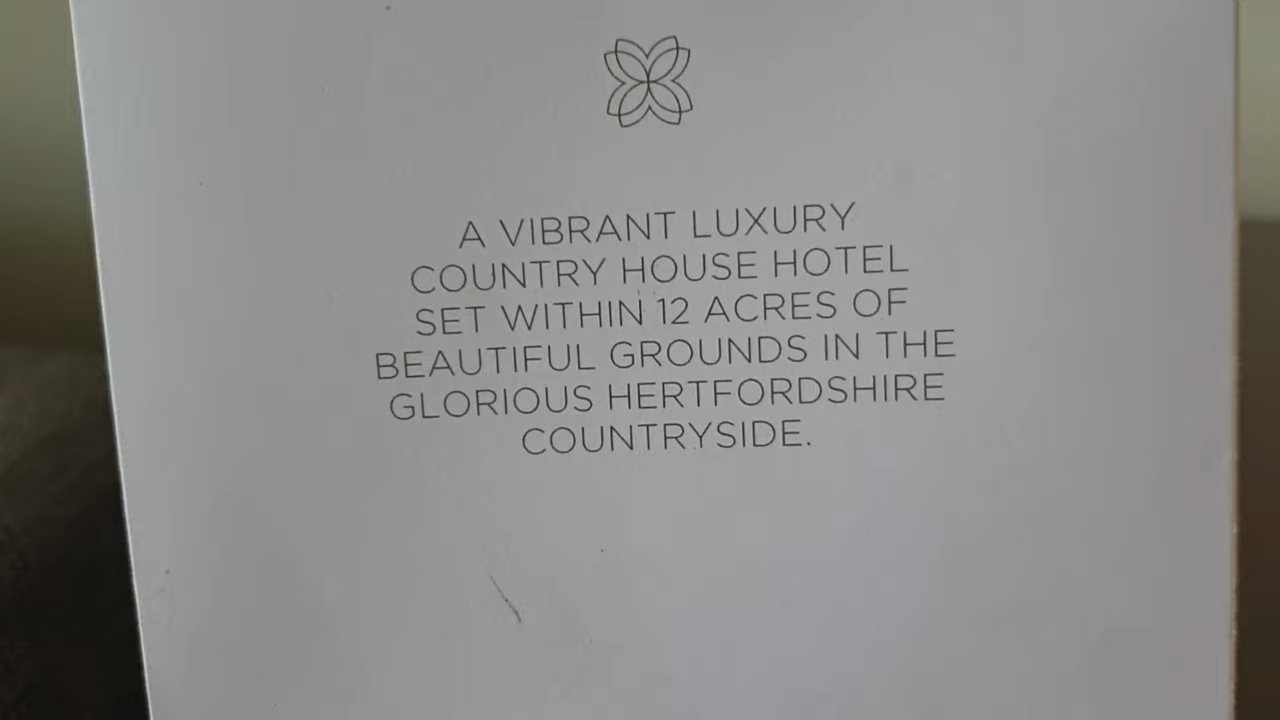 A VIBRANT LUXURY
COUNTRY HOUSE HOTEL
SET WITHIN 12 ACRES OF
BEAUTIFUL GROUNDS IN THE
GLORIOUS HERTFORDSHIRE
COUNTRYSIDE.